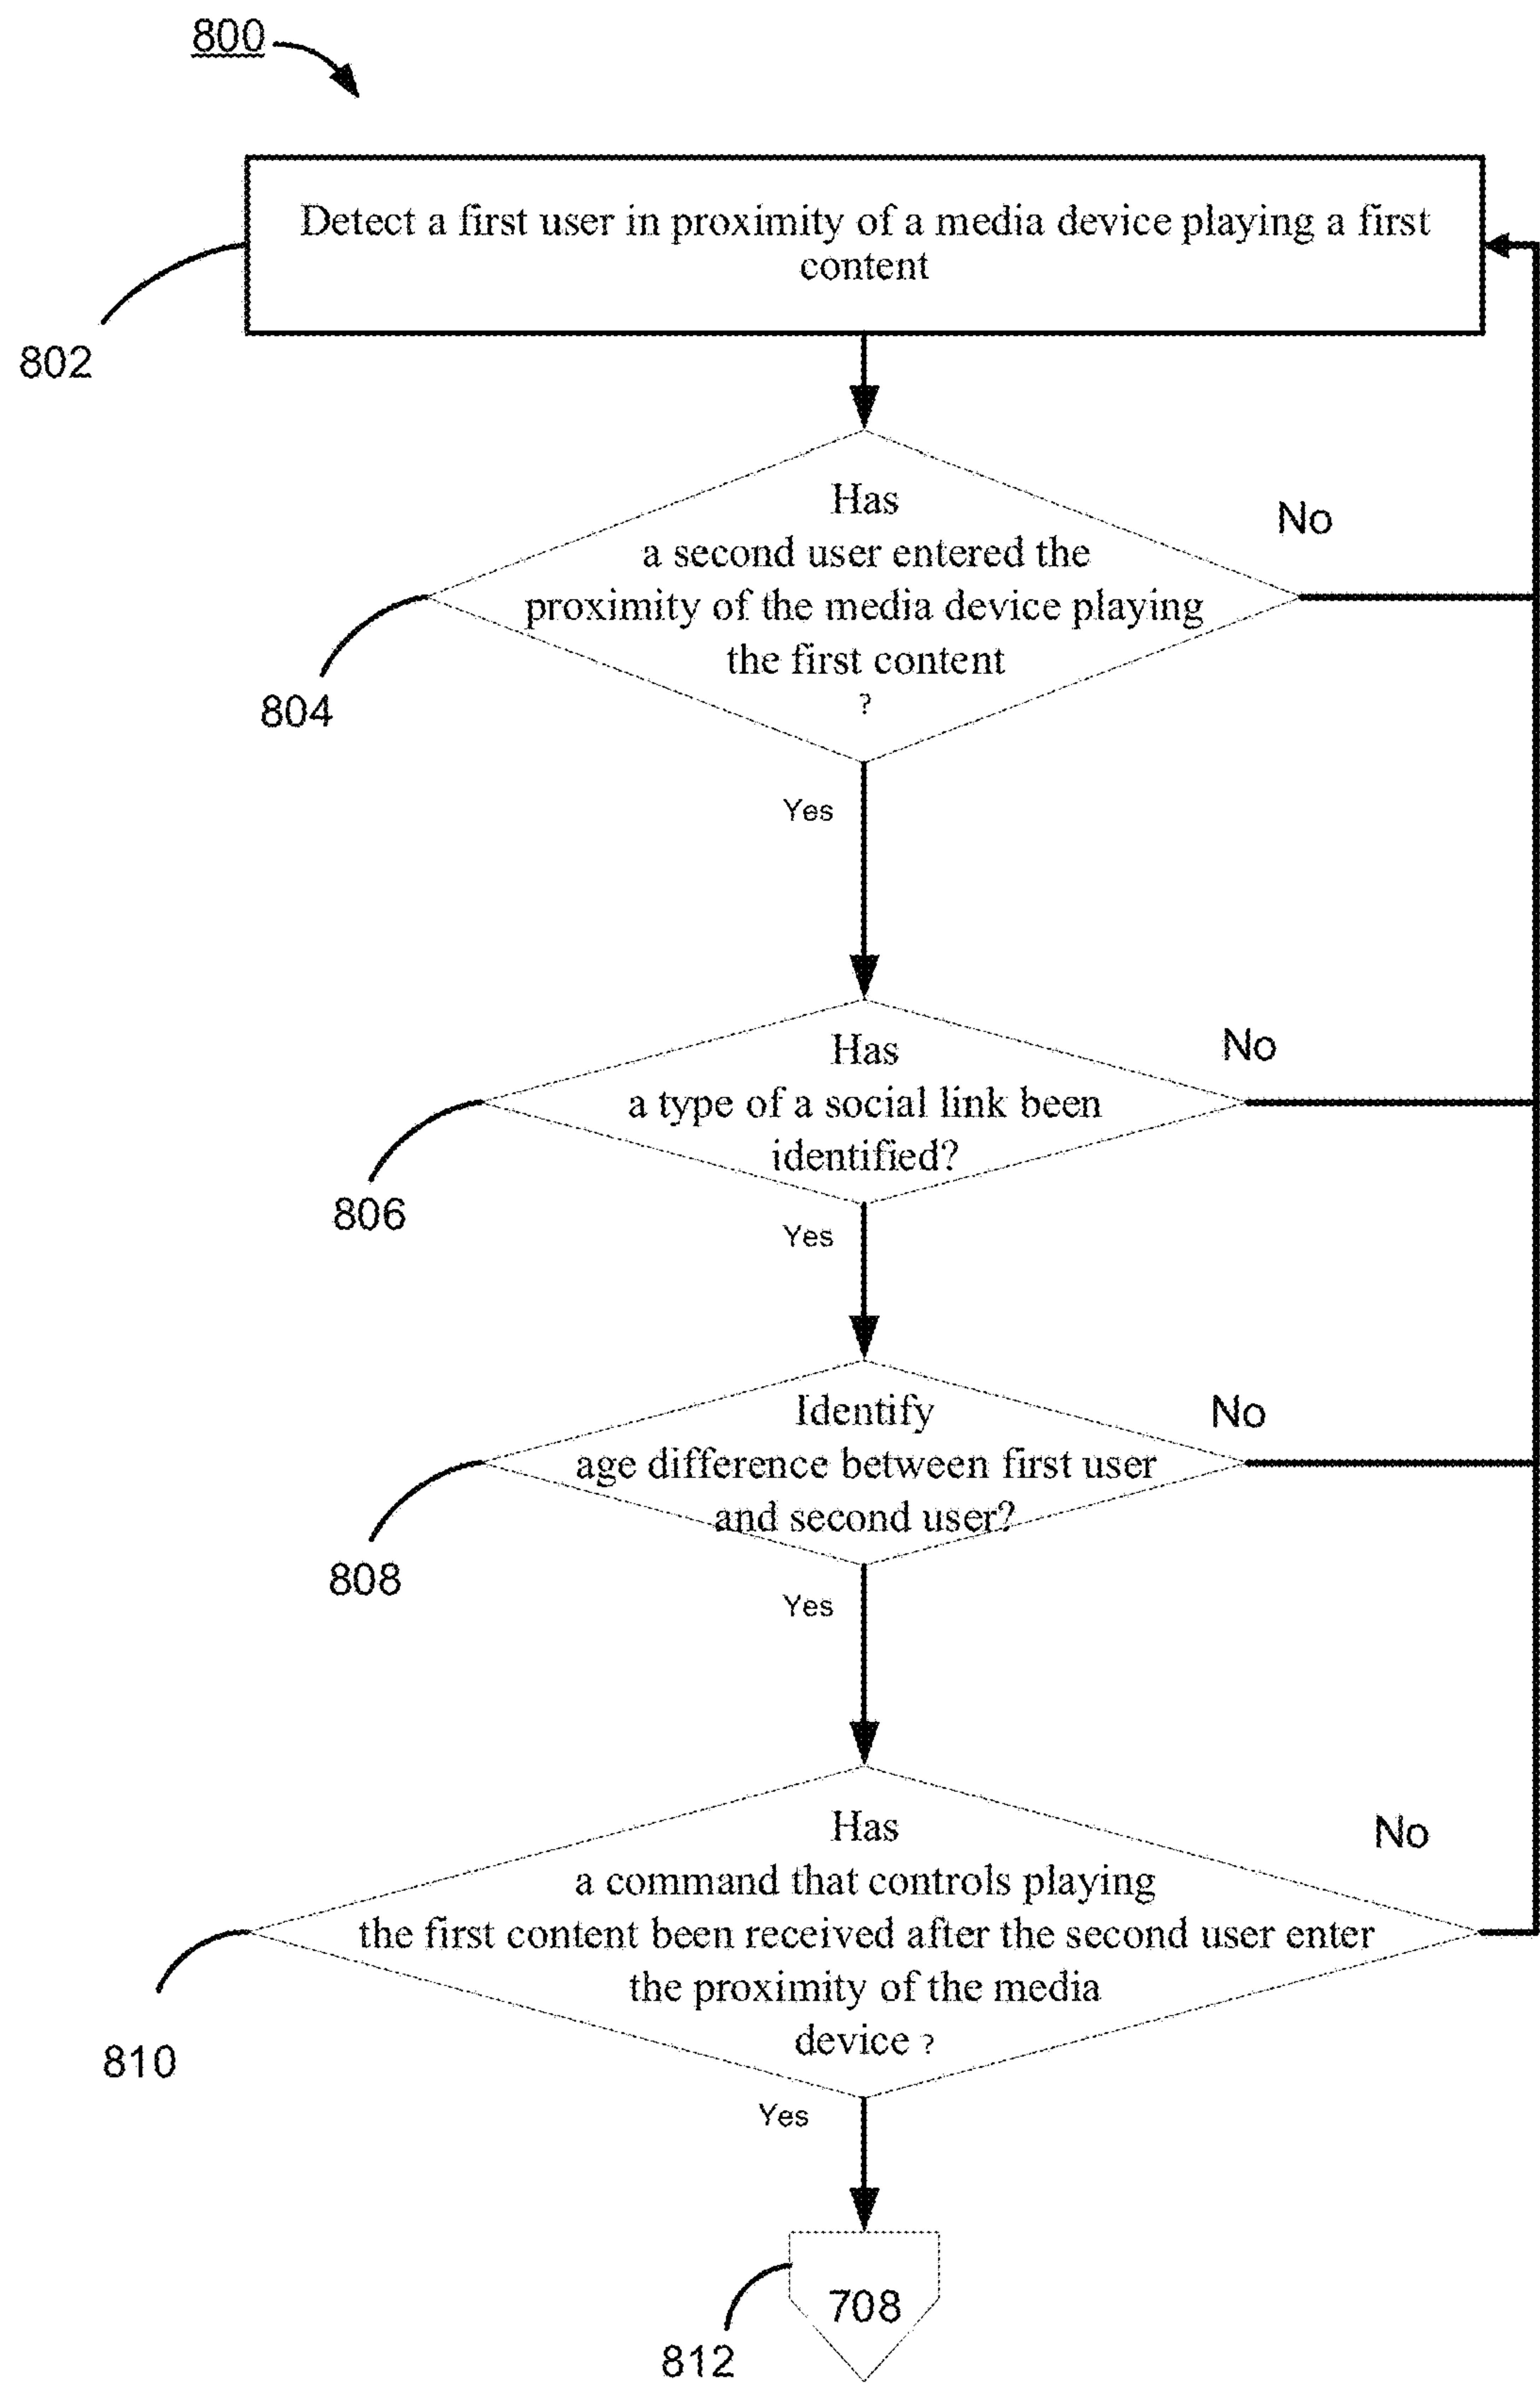 800
Detect a first user in proximity of a media device playing a first
content
802
Has
No
a second user entered the
proximity of the media device playing
the first content
?
804
Yes
Has
No
a type of a social link been
identified?
806
Yes
Identify
No
age difference between first user
and second user?
808
Yes
Has
No
a command that controls playing
the first content been received after the second user enter
the proximity of the media
device ?
810
Yes
708
812